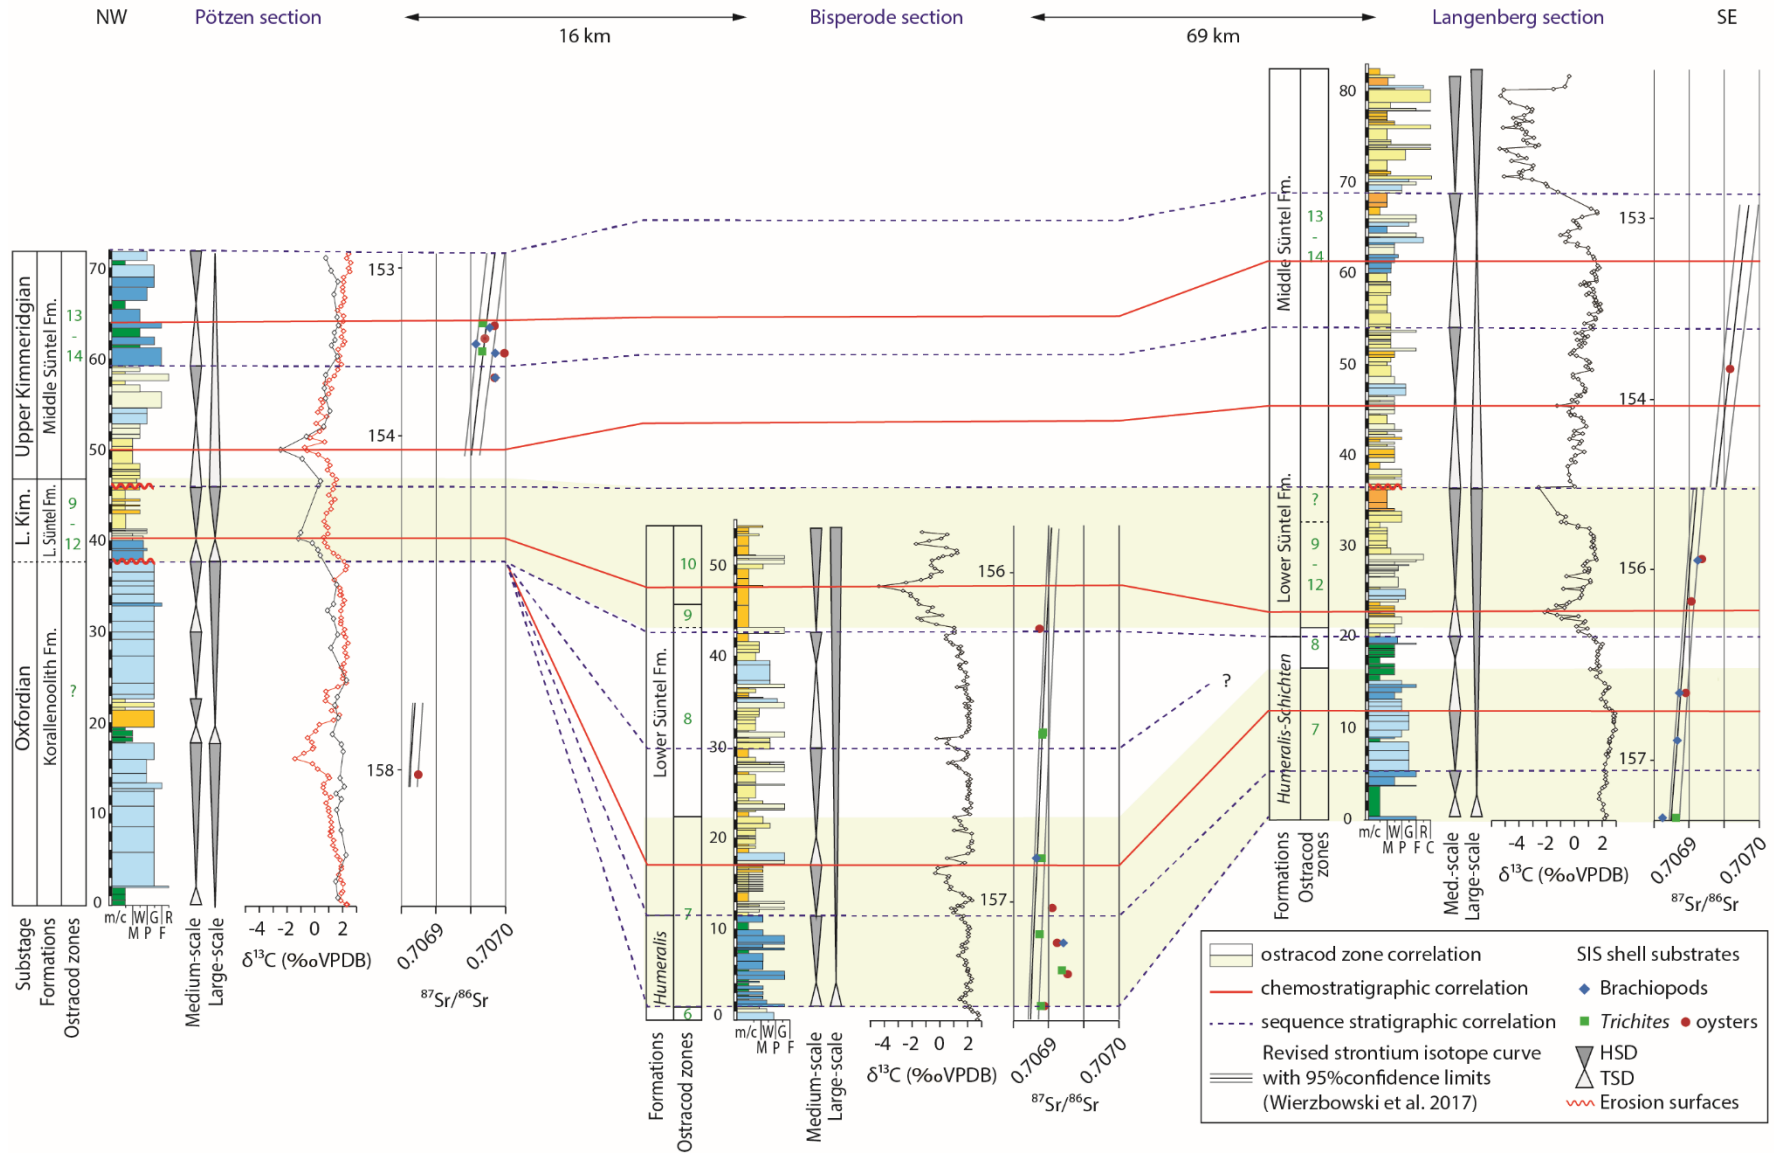 NW
Pötzen section
16 km
Bisperode section
69 km
Langenberg section
SE
Upper Kimmeridgian
L. Kim.
Oxfordian
Middle Süntel Fm.
L. Süntel Fm.
Korallenoolith Fm.
13
-
14
9
-
12
?
70
60
50
40
30
20
10
0
m/c
W
M
G
P
R
F
Substage
Formations
Ostracod zones
Medium-scale
Large-scale
-4 -2 0 2
δ¹³C (‰VPDB)
153
154
158
0.7069
0.7070
⁸⁷Sr/⁸⁶Sr
Lower Süntel Fm.
Humeralis
10
9
8
7
6
50
40
30
20
10
0
m/c
W
M
G
P
F
Formations
Ostracod zones
Medium-scale
Large-scale
-4 -2 0 2
δ¹³C (‰VPDB)
156
157
0.7069
0.7070
⁸⁷Sr/⁸⁶Sr
?
Middle Süntel Fm.
Lower Süntel Fm.
Humeralis-Schichten
13
-
14
?
9
-
12
8
7
80
70
60
50
40
30
20
10
0
m/c
W
M
G
P
R
F
C
Formations
Ostracod
zones
Med.-scale
Large-scale
-4 -2 0 2
δ¹³C (‰VPDB)
153
154
156
157
0.7069
0.7070
⁸⁷Sr/⁸⁶Sr
ostracod zone correlation
chemostratigraphic correlation
sequence stratigraphic correlation
Revised strontium isotope curve
with 95%confidence limits
(Wierzbowski et al. 2017)
SIS shell substrates
Brachiopods
Trichites
oysters
HSD
TSD
Erosion surfaces